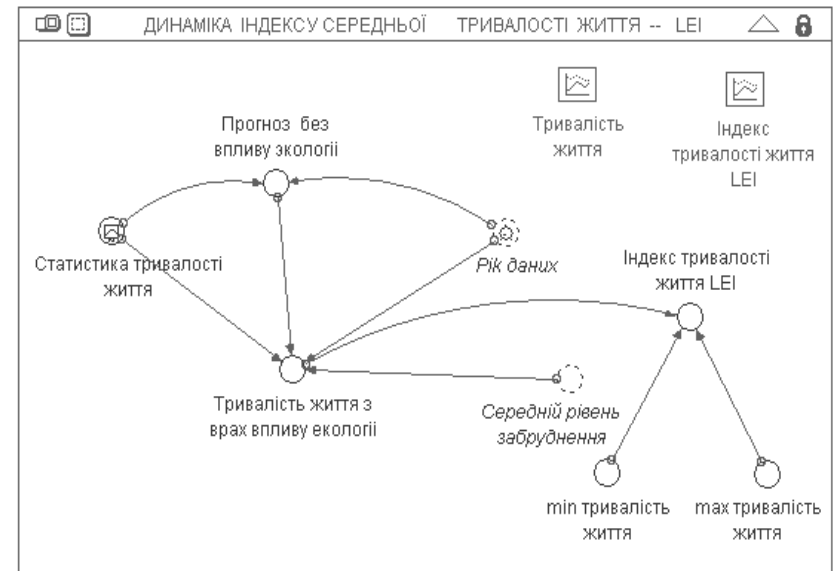 ДИНАМІКА ІНДЕКСУ СЕРЕДНЬОЇ ТРИВАЛОСТІ ЖИТТЯ -- LEI
Тривалість
життя
Індекс
тривалості життя
LEI
Прогноз без
впливу экології
Статистика тривалості
життя
Рік даних
Індекс тривалості
життя LEI
Тривалість життя з
врах впливу екології
Середній рівень
забруднення
min тривалість
життя
max тривалість
життя